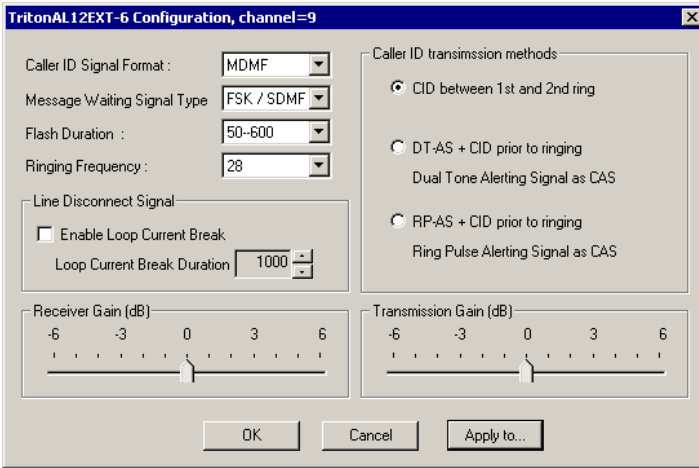 TritonAL12EXT-6 Configuration, channel=9
Caller ID Signal Format :
MDMF
Message Waiting Signal Type
FSK / SDMF
Flash Duration :
50--600
Ringing Frequency :
28
Line Disconnect Signal
Enable Loop Current Break
Loop Current Break Duration
1000
Caller ID transimssion methods
CID between 1st and 2nd ring
DT-AS + CID prior to ringing
Dual Tone Alerting Signal as CAS
RP-AS + CID prior to ringing
Ring Pulse Alerting Signal as CAS
Receiver Gain (dB)
-6 -3 0 3 6
Transmission Gain (dB)
-6 -3 0 3 6
OK
Cancel
Apply to...